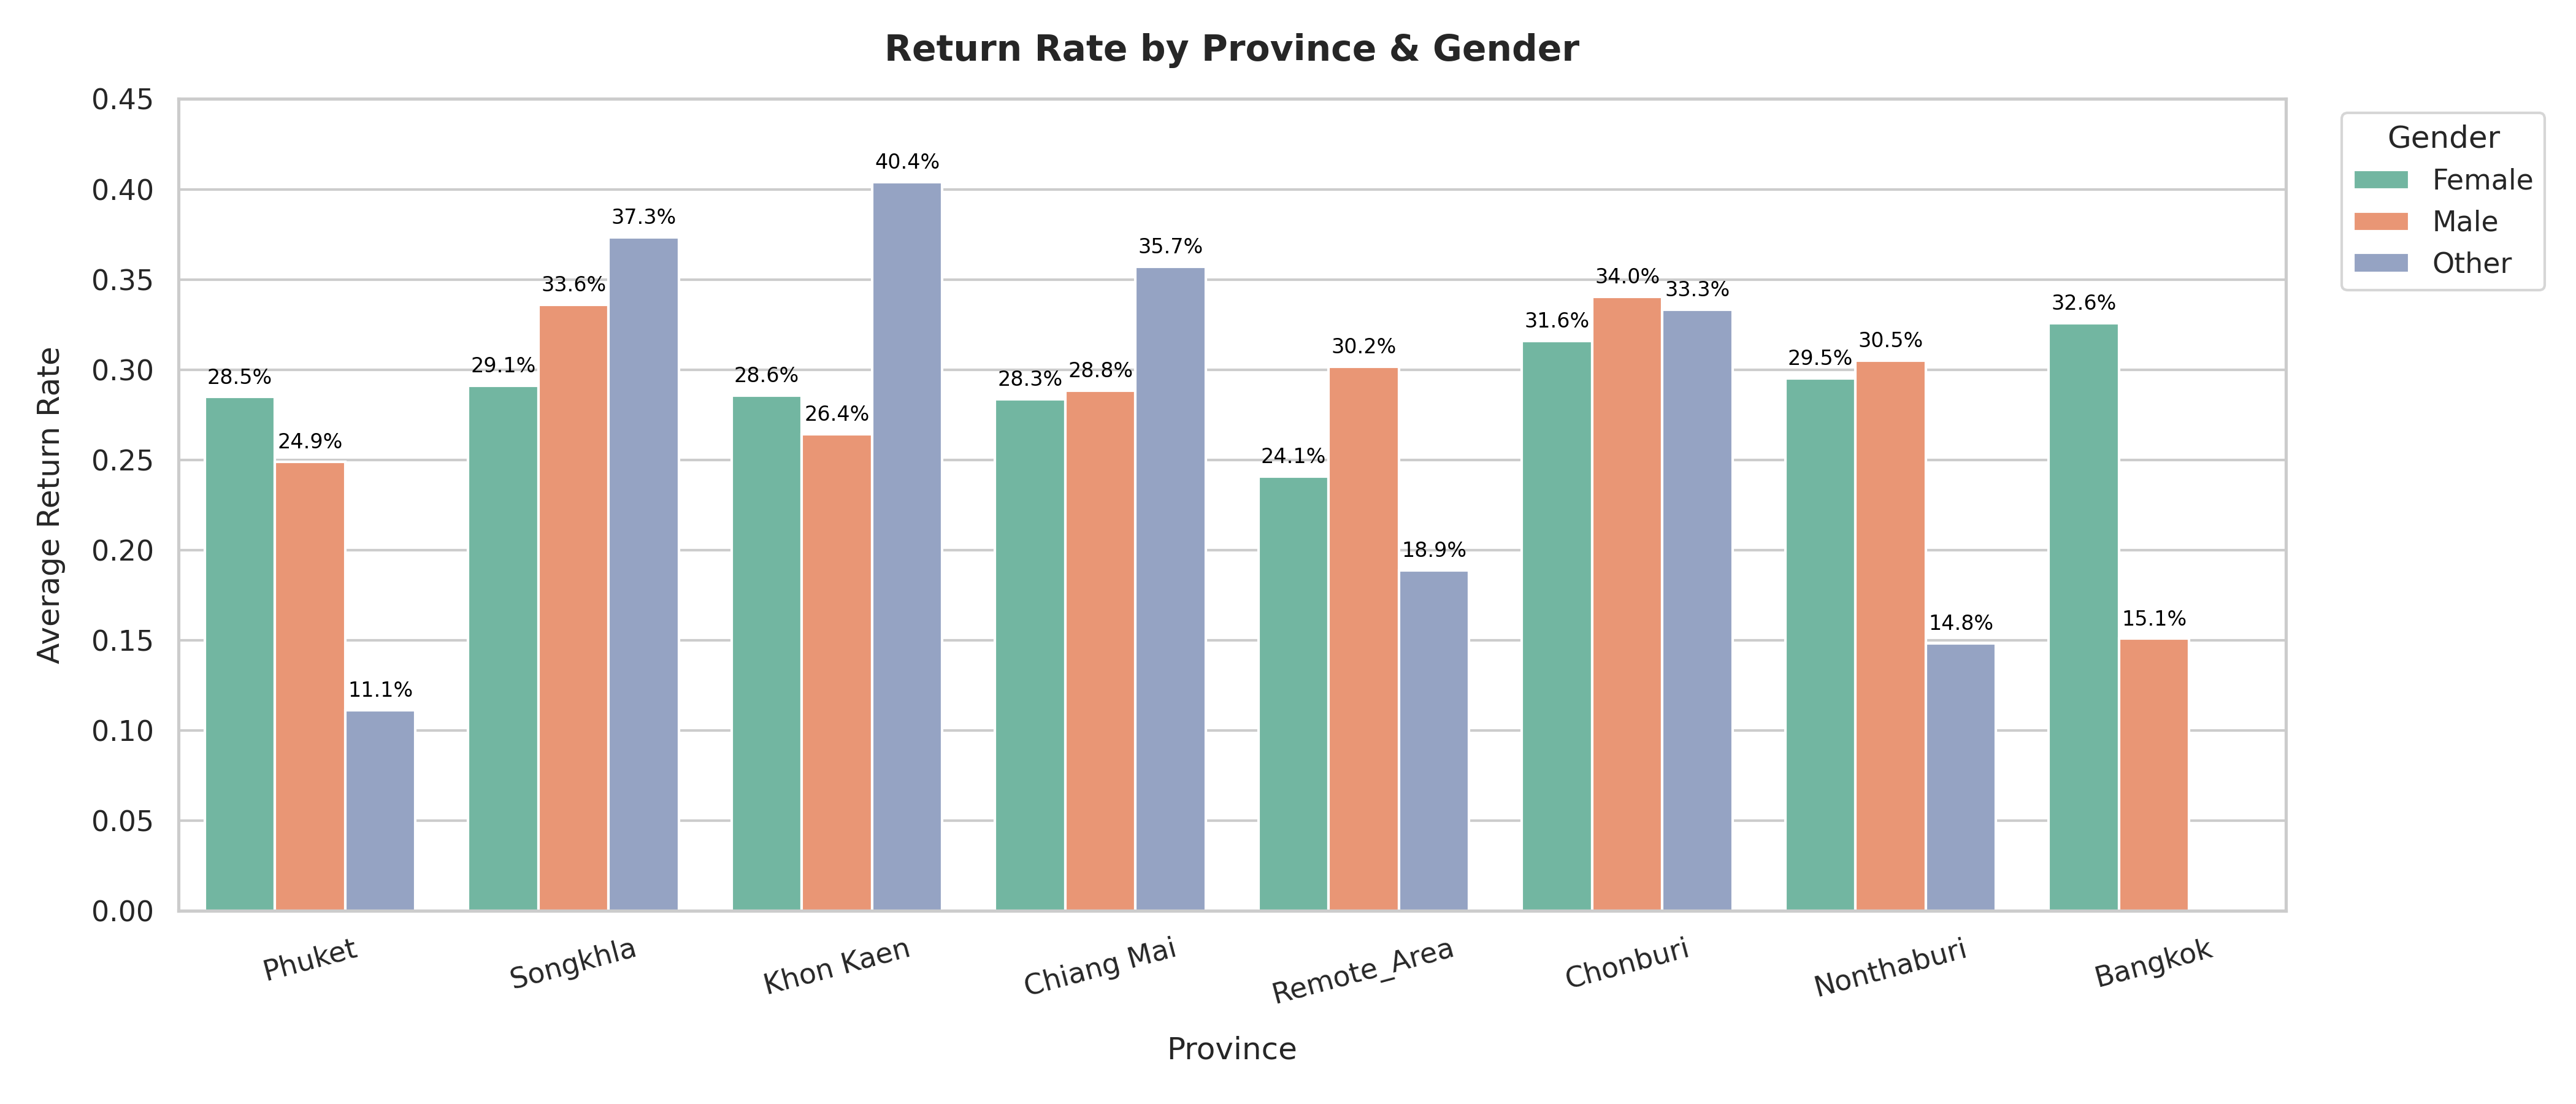 Return Rate by Province & Gender
Average Return Rate
0.45
0.40
0.35
0.30
0.25
0.20
0.15
0.10
0.05
0.00
28.5%
24.9%
11.1%
29.1%
33.6%
37.3%
28.6%
26.4%
40.4%
28.3%
28.8%
35.7%
24.1%
30.2%
18.9%
31.6%
34.0%
33.3%
29.5%
30.5%
14.8%
32.6%
15.1%
Phuket
Songkhla
Khon Kaen
Chiang Mai
Remote_Area
Chonburi
Nonthaburi
Bangkok
Province
Gender
Female
Male
Other